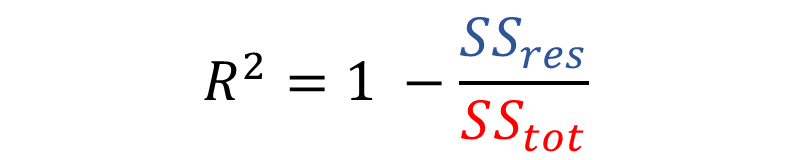 R² = 1 − SS_res / SS_tot